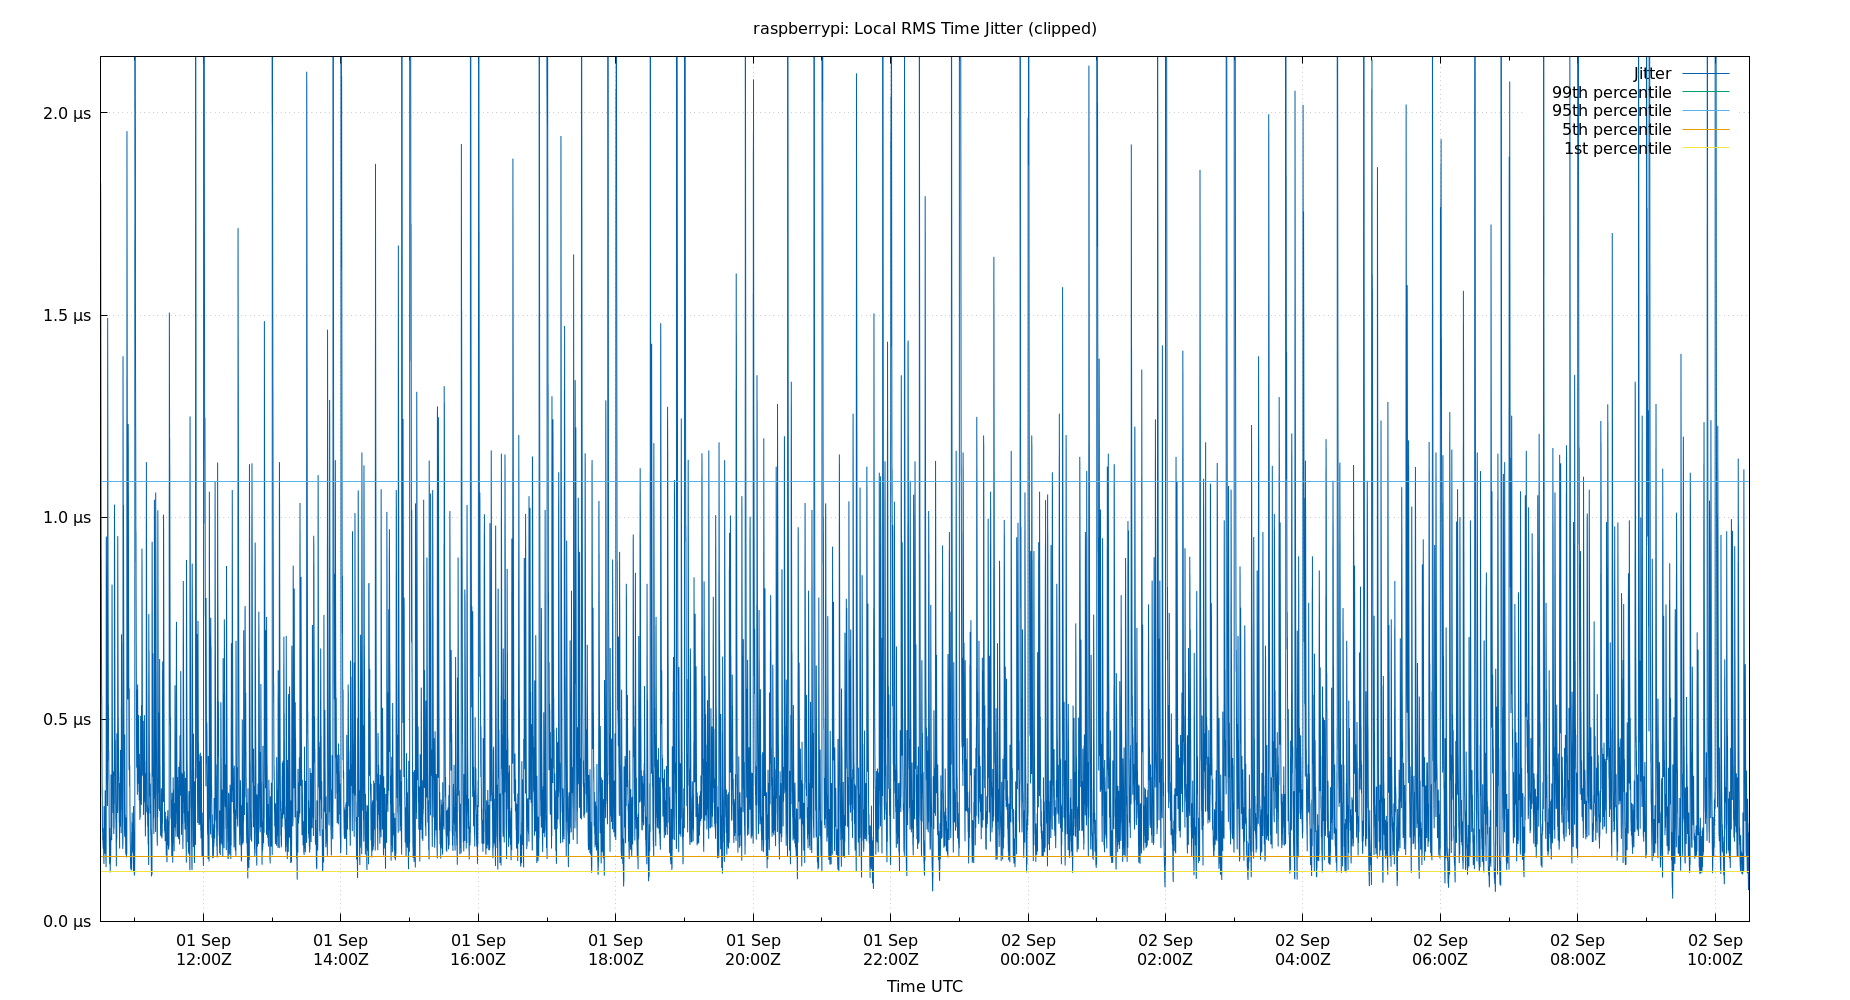 raspberrypi: Local RMS Time Jitter (clipped)
Jitter
99th percentile
95th percentile
5th percentile
1st percentile
2.0 μs
1.5 μs
1.0 μs
0.5 μs
0.0 μs
01 Sep 01 Sep 01 Sep 01 Sep 01 Sep 01 Sep 02 Sep 02 Sep 02 Sep 02 Sep 02 Sep 02 Sep
12:00Z 14:00Z 16:00Z 18:00Z 20:00Z 22:00Z 00:00Z 02:00Z 04:00Z 06:00Z 08:00Z 10:00Z
Time UTC